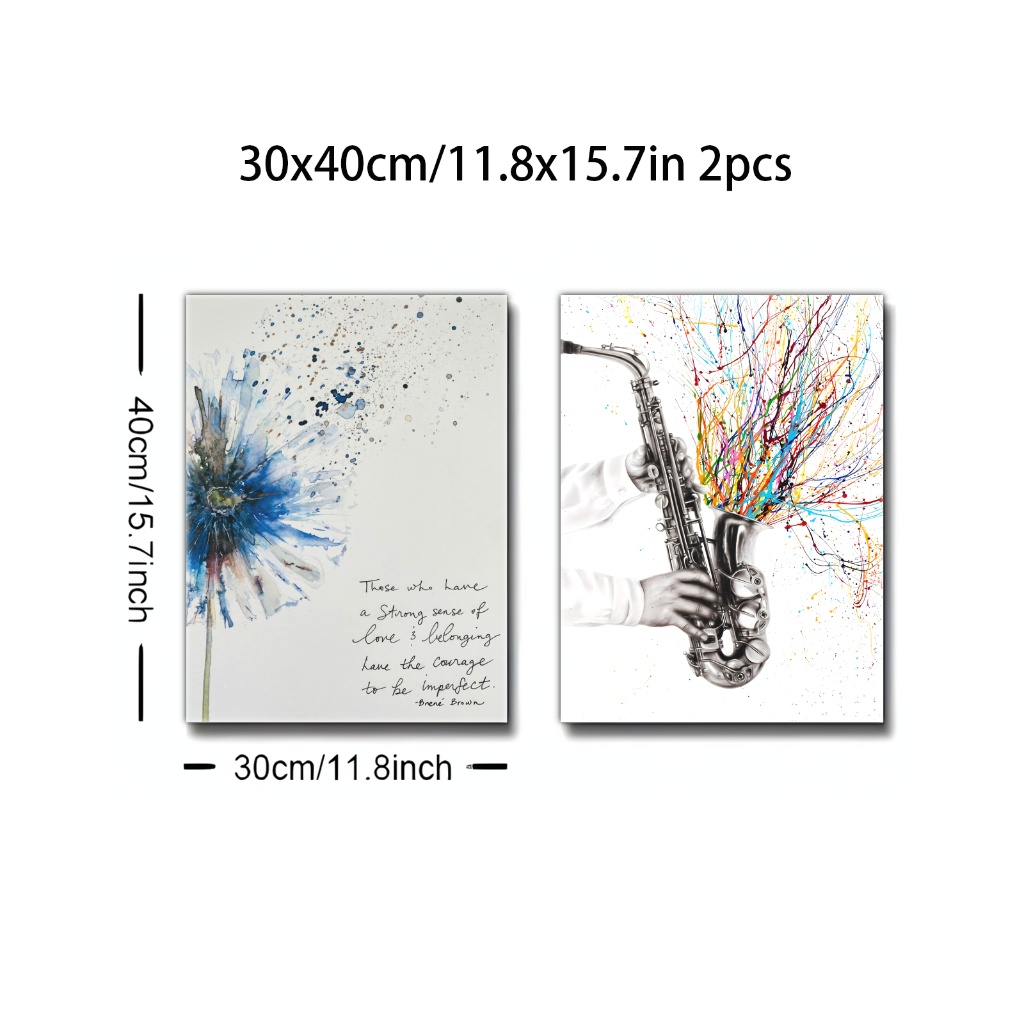 30x40cm/11.8x15.7in 2pcs
40cm/15.7inch
Those who have
a Strong sense of
love & belonging
have the courage
to be imperfect.
-Brené Brown
30cm/11.8inch